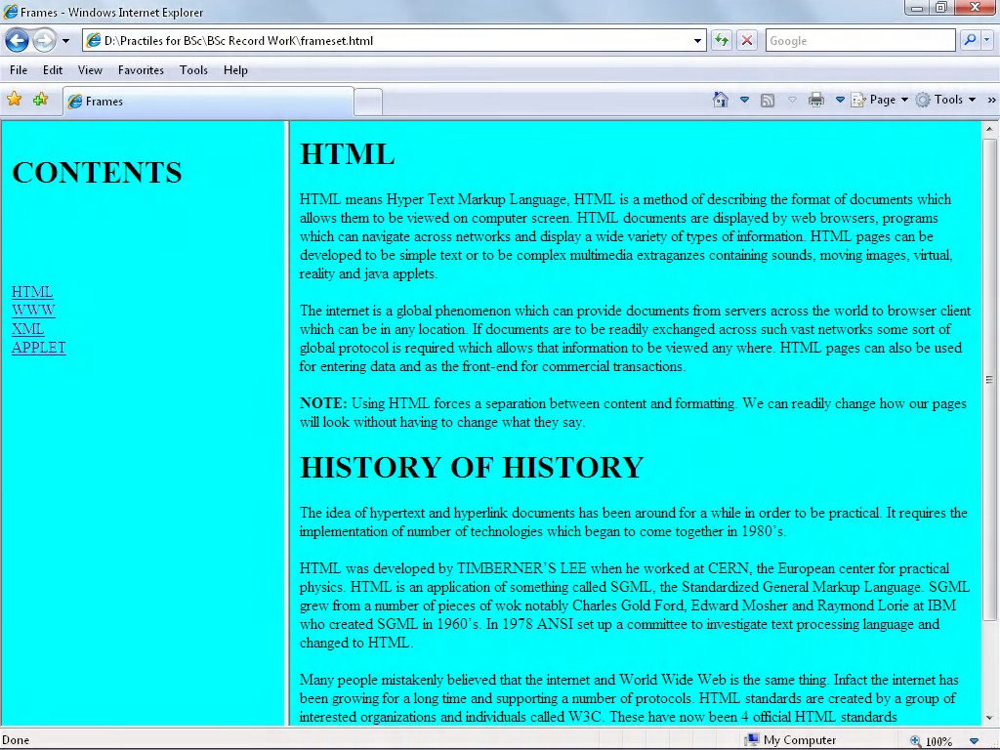 Frames - Windows Internet Explorer
D:\Practiles for BSc\BSc Record WorK\frameset.html
Google
File Edit View Favorites Tools Help
Frames
Page Tools »
CONTENTS
HTML
WWW
XML
APPLET
HTML
HTML means Hyper Text Markup Language, HTML is a method of describing the format of documents which
allows them to be viewed on computer screen. HTML documents are displayed by web browsers, programs
which can navigate across networks and display a wide variety of types of information. HTML pages can be
developed to be simple text or to be complex multimedia extraganzes containing sounds, moving images, virtual,
reality and java applets.
The internet is a global phenomenon which can provide documents from servers across the world to browser client
which can be in any location. If documents are to be readily exchanged across such vast networks some sort of
global protocol is required which allows that information to be viewed any where. HTML pages can also be used
for entering data and as the front-end for commercial transactions.
NOTE: Using HTML forces a separation between content and formatting. We can readily change how our pages
will look without having to change what they say.
HISTORY OF HISTORY
The idea of hypertext and hyperlink documents has been around for a while in order to be practical. It requires the
implementation of number of technologies which began to come together in 1980's.
HTML was developed by TIMBERNER'S LEE when he worked at CERN, the European center for practical
physics. HTML is an application of something called SGML, the Standardized General Markup Language. SGML
grew from a number of pieces of wok notably Charles Gold Ford, Edward Mosher and Raymond Lorie at IBM
who created SGML in 1960's. In 1978 ANSI set up a committee to investigate text processing language and
changed to HTML.
Many people mistakenly believed that the internet and World Wide Web is the same thing. Infact the internet has
been growing for a long time and supporting a number of protocols. HTML standards are created by a group of
interested organizations and individuals called W3C. These have now been 4 official HTML standards
Done
My Computer
100%